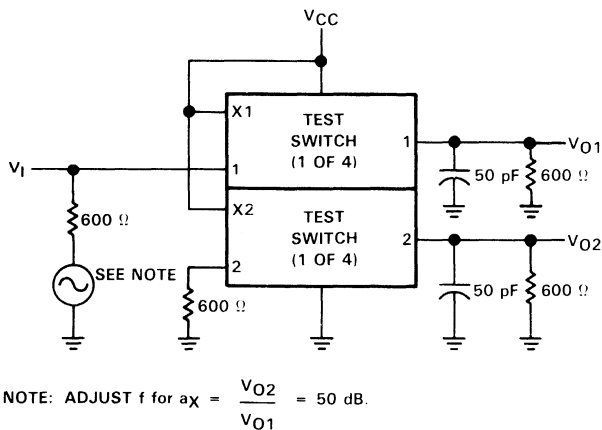 VCC
X1
TEST
SWITCH
(1 OF 4)
1
VO1
VI
1
50 pF
600 Ω
600 Ω
X2
TEST
SWITCH
(1 OF 4)
2
VO2
SEE NOTE
2
600 Ω
50 pF
600 Ω
NOTE: ADJUST f for aX = VO2 / VO1 = 50 dB.